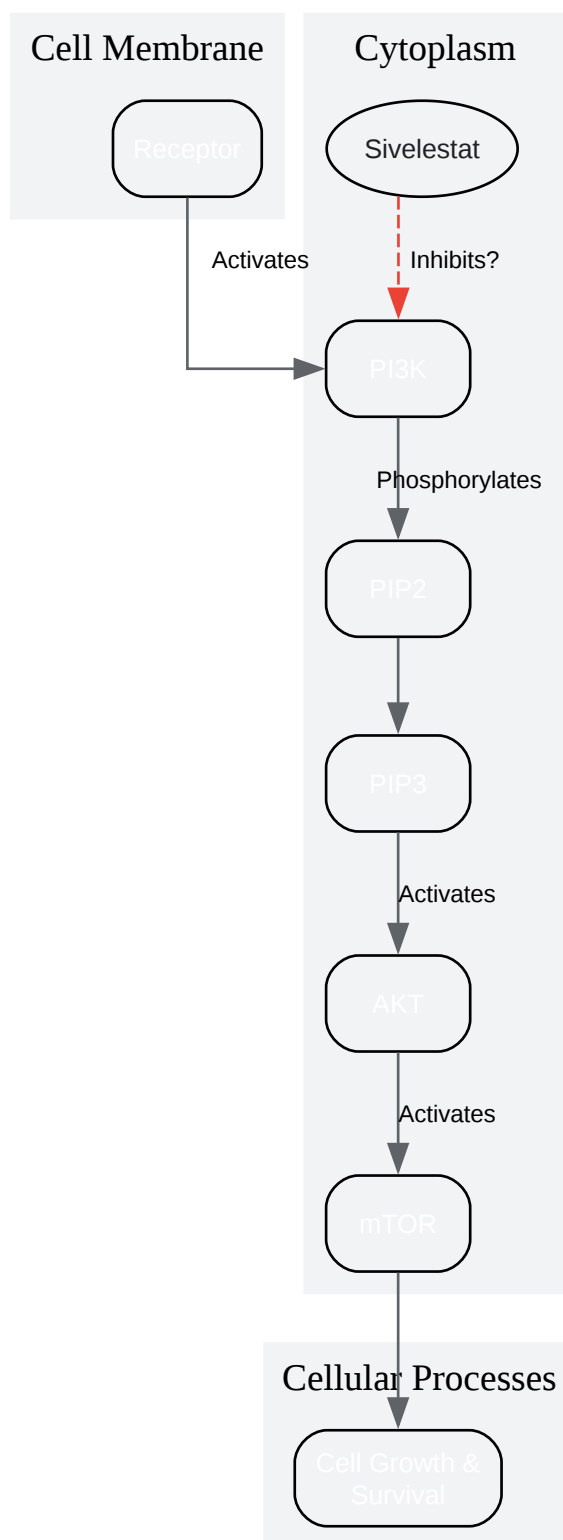 Cell Membrane
Cytoplasm
Receptor
Sivelestat
Activates
Inhibits?
PI3K
Phosphorylates
PIP2
PIP3
Activates
AKT
Activates
mTOR
Cellular Processes
Cell Growth &
Survival